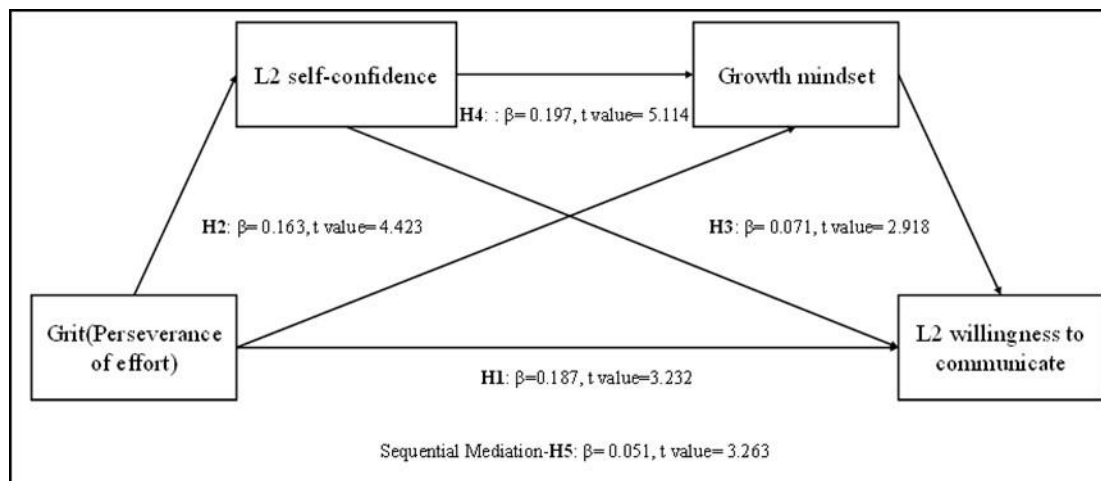 L2 self-confidence
Growth mindset
H4: : β= 0.197, t value= 5.114
H2: β= 0.163, t value= 4.423
H3: β= 0.071, t value= 2.918
Grit(Perseverance
of effort)
L2 willingness to
communicate
H1: β=0.187, t value=3.232
Sequential Mediation-H5: β= 0.051, t value= 3.263